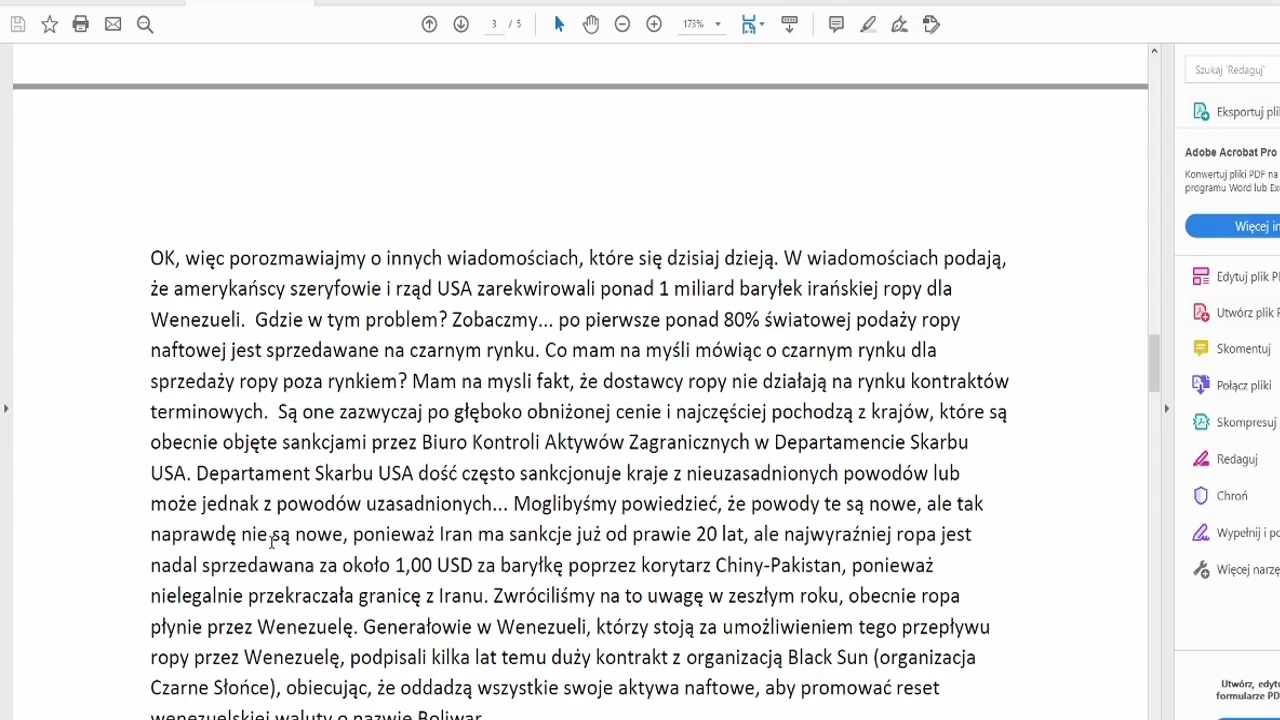 3 / 5
173%
Szukaj 'Redaguj'
Eksportuj pli
Adobe Acrobat Pro
Konwertuj pliki PDF na
programu Word lub Exc
Więcej in
Edytuj plik P
Utwórz plik P
Skomentuj
Połącz pliki
Skompresuj
Redaguj
Chroń
Wypełnij i po
Więcej narzę
Utwórz, edytu
formularze PD
OK, więc porozmawiajmy o innych wiadomościach, które się dzisiaj dzieją. W wiadomościach podają,
że amerykańscy szeryfowie i rząd USA zarekwirowali ponad 1 miliard baryłek irańskiej ropy dla
Wenezueli. Gdzie w tym problem? Zobaczmy... po pierwsze ponad 80% światowej podaży ropy
naftowej jest sprzedawane na czarnym rynku. Co mam na myśli mówiąc o czarnym rynku dla
sprzedaży ropy poza rynkiem? Mam na mysli fakt, że dostawcy ropy nie działają na rynku kontraktów
terminowych. Są one zazwyczaj po głęboko obniżonej cenie i najczęściej pochodzą z krajów, które są
obecnie objęte sankcjami przez Biuro Kontroli Aktywów Zagranicznych w Departamencie Skarbu
USA. Departament Skarbu USA dość często sankcjonuje kraje z nieuzasadnionych powodów lub
może jednak z powodów uzasadnionych... Moglibyśmy powiedzieć, że powody te są nowe, ale tak
naprawdę nie są nowe, ponieważ Iran ma sankcje już od prawie 20 lat, ale najwyraźniej ropa jest
nadal sprzedawana za około 1,00 USD za baryłkę poprzez korytarz Chiny-Pakistan, ponieważ
nielegalnie przekraczała granicę z Iranu. Zwróciliśmy na to uwagę w zeszłym roku, obecnie ropa
płynie przez Wenezuelę. Generałowie w Wenezueli, którzy stoją za umożliwieniem tego przepływu
ropy przez Wenezuelę, podpisali kilka lat temu duży kontrakt z organizacją Black Sun (organizacja
Czarne Słońce), obiecując, że oddadzą wszystkie swoje aktywa naftowe, aby promować reset
wenezuelskiej waluty o nazwie Boliwar.